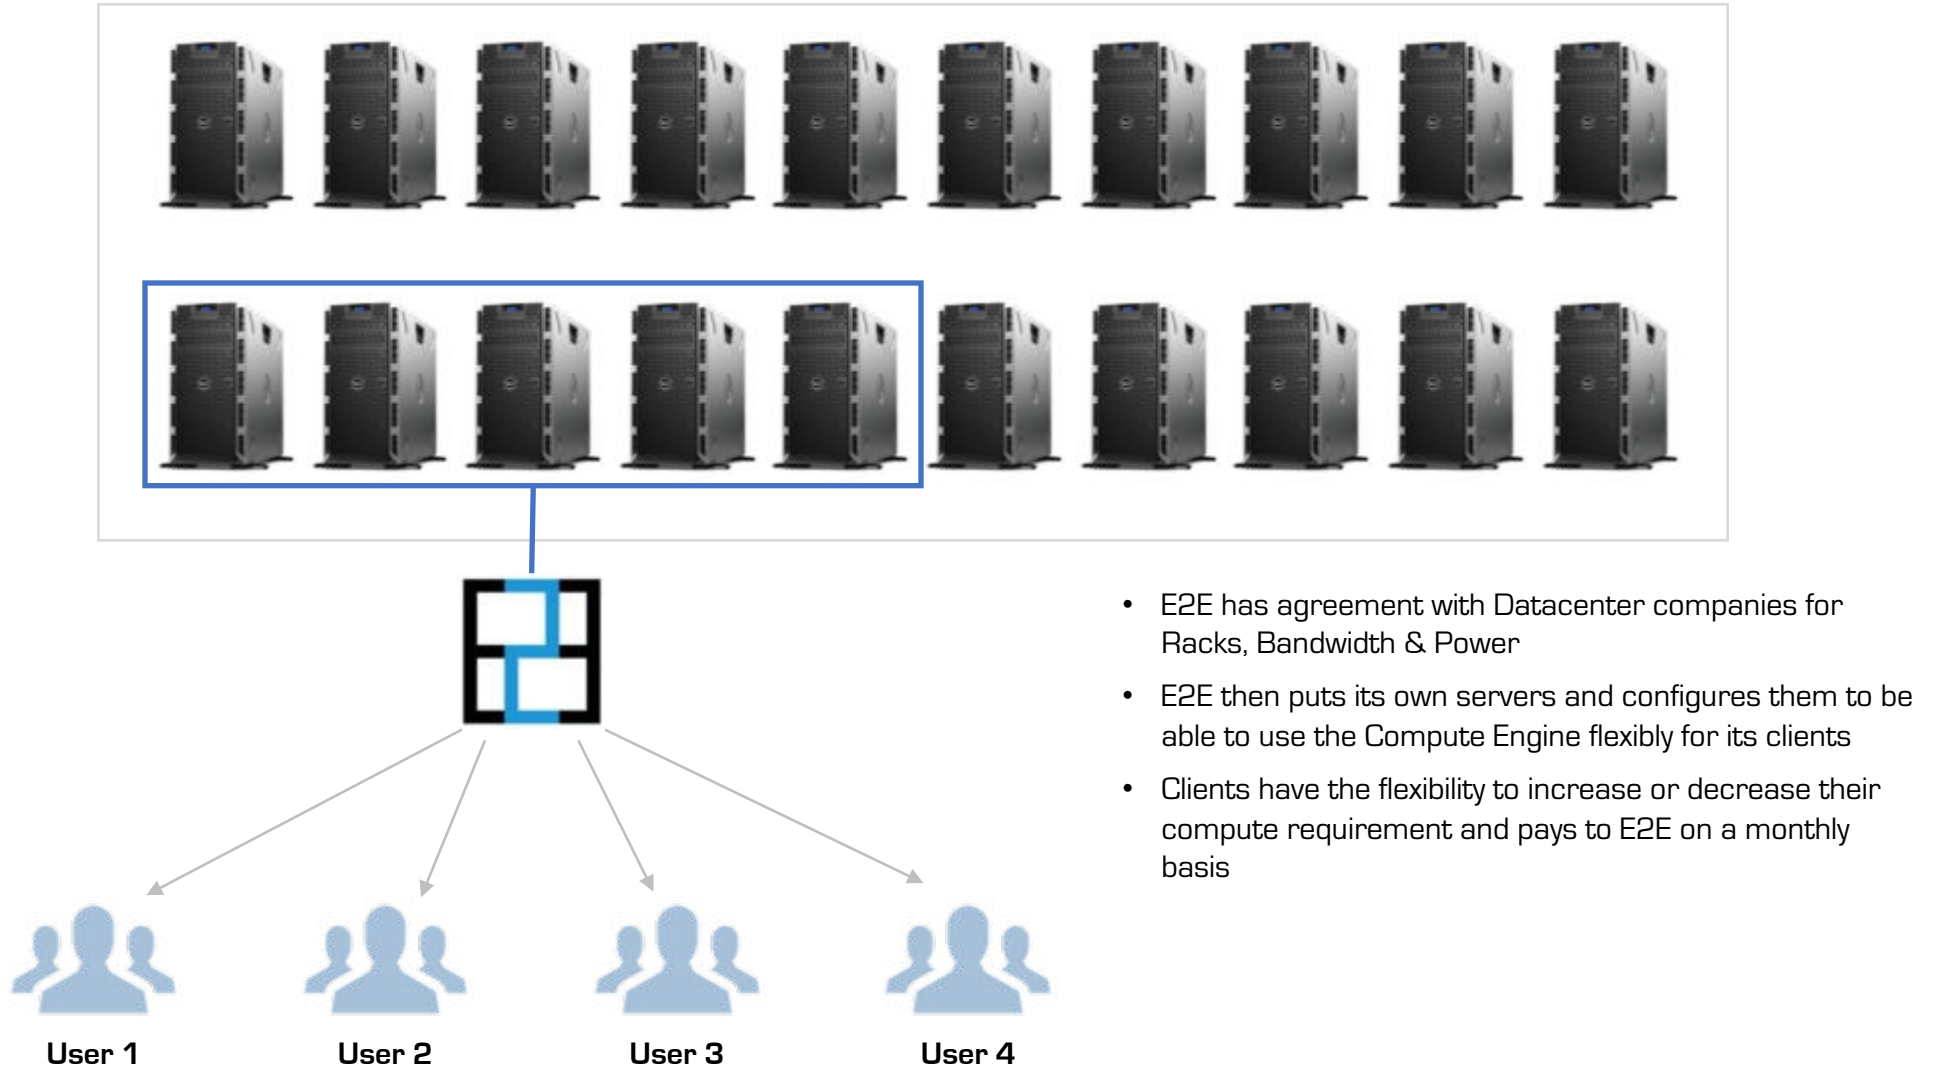 • E2E has agreement with Datacenter companies for
Racks, Bandwidth & Power
• E2E then puts its own servers and configures them to be
able to use the Compute Engine flexibly for its clients
• Clients have the flexibility to increase or decrease their
compute requirement and pays to E2E on a monthly
basis
User 1
User 2
User 3
User 4